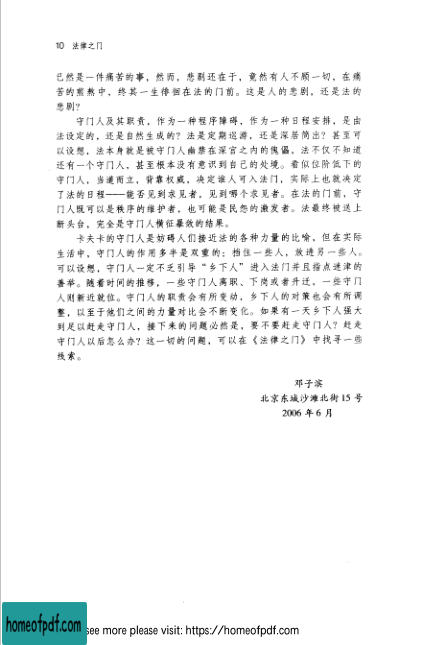 10 法律之门
已然是一件痛苦的事，然而，悲剧还在于，竟然有人不顾一切，在痛
苦的煎熬中，终其一生徘徊在法的门前。这是人的悲剧，还是法的
悲剧？
守门人及其职责，作为一种程序障碍，作为一种日程安排，是由
法设定的，还是自然生成的？法是定期巡游，还是深居简出？甚至可
以设想，法本身就是被守门人幽禁在深宫之内的傀儡，法不仅不知道
还有一个守门人，甚至根本没有意识到自己的处境。看似位阶低下的
守门人，当道而立，背靠权威，决定谁人可入法门，实际上也就决定
了法的日程——能否见到求见者，见到哪个求见者。在法的门前，守
门人既可以是秩序的维护者，也可能是民怨的激发者。法最终被送上
断头台，完全是守门人横征暴敛的结果。
卡夫卡的守门人是妨碍人们接近法的各种力量的比喻，但在实际
生活中，守门人的作用多半是双重的：挡住一些人，放进另一些人。
可以设想，守门人一定不乏引导“乡下人”进入法门并且指点迷津的
善举。随着时间的推移，一些守门人离职、下岗或者升迁，一些守门
人则新近就位。守门人的职责会有所变动，乡下人的对策也会有所调
整，以至于他们之间的力量对比会不断变化。如果有一天乡下人强大
到足以赶走守门人，接下来的问题必然是，要不要赶走守门人？赶走
守门人以后怎么办？这一切的问题，可以在《法律之门》中找寻一些
线索。
邓子滨
北京东城沙滩北街 15 号
2006 年 6 月
homeofpdf.com
see more please visit: https://homeofpdf.com